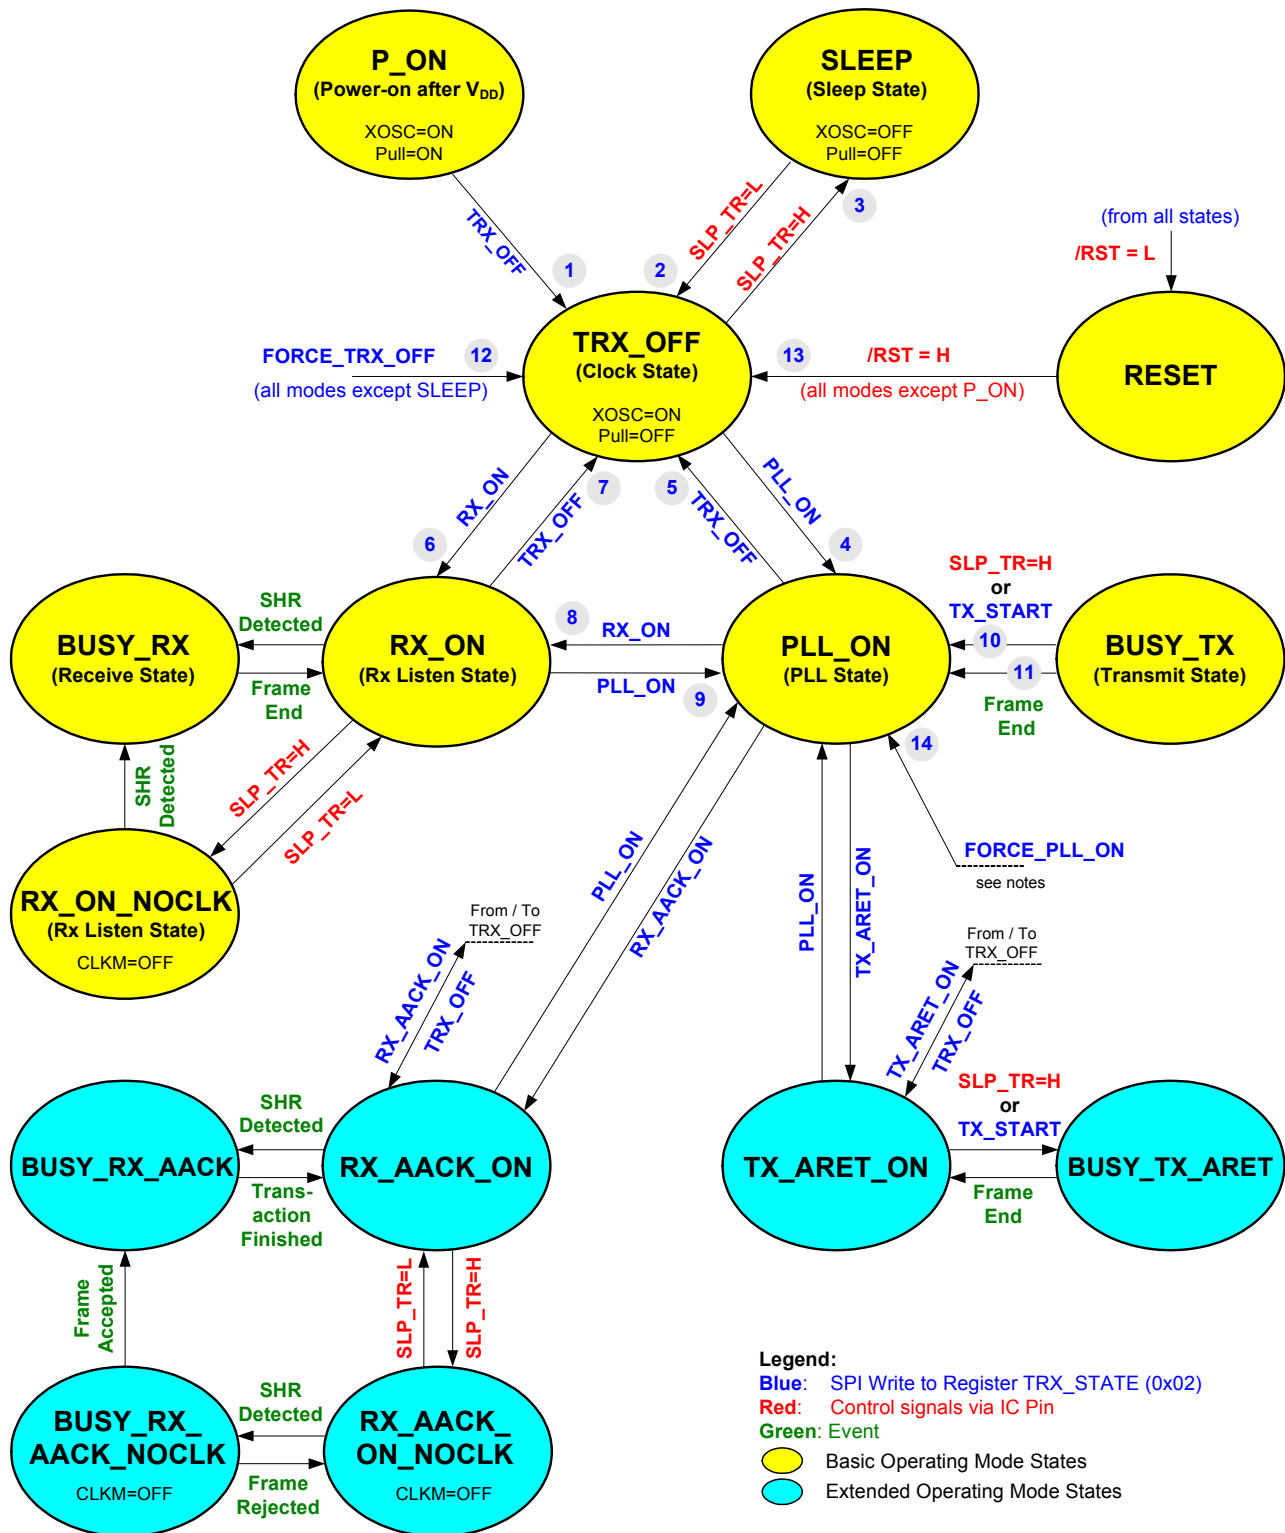 P_ON
(Power-on after VDD)
XOSC=ON
Pull=ON
SLEEP
(Sleep State)
XOSC=OFF
Pull=OFF
TRX_OFF
1
2
SLP_TR=L
SLP_TR=H
3
(from all states)
/RST = L
RESET
FORCE_TRX_OFF
12
(all modes except SLEEP)
TRX_OFF
(Clock State)
XOSC=ON
Pull=OFF
13
/RST = H
(all modes except P_ON)
RX_ON
6
7
TRX_OFF
5
TRX_OFF
PLL_ON
4
BUSY_RX
(Receive State)
SHR
Detected
Frame
End
RX_ON
(Rx Listen State)
8
RX_ON
PLL_ON
9
PLL_ON
(PLL State)
SLP_TR=H
or
TX_START
10
11
Frame
End
BUSY_TX
(Transmit State)
SHR
Detected
SLP_TR=H
SLP_TR=L
14
FORCE_PLL_ON
see notes
RX_ON_NOCLK
(Rx Listen State)
CLKM=OFF
PLL_ON
RX_AACK_ON
PLL_ON
TX_ARET_ON
From / To
TRX_OFF
RX_AACK_ON
TRX_OFF
From / To
TRX_OFF
TX_ARET_ON
TRX_OFF
BUSY_RX_AACK
SHR
Detected
Trans-
action
Finished
RX_AACK_ON
TX_ARET_ON
SLP_TR=H
or
TX_START
Frame
End
BUSY_TX_ARET
Frame
Accepted
SLP_TR=L
SLP_TR=H
BUSY_RX_
AACK_NOCLK
CLKM=OFF
SHR
Detected
Frame
Rejected
RX_AACK_
ON_NOCLK
CLKM=OFF
Legend:
Blue: SPI Write to Register TRX_STATE (0x02)
Red: Control signals via IC Pin
Green: Event
Basic Operating Mode States
Extended Operating Mode States